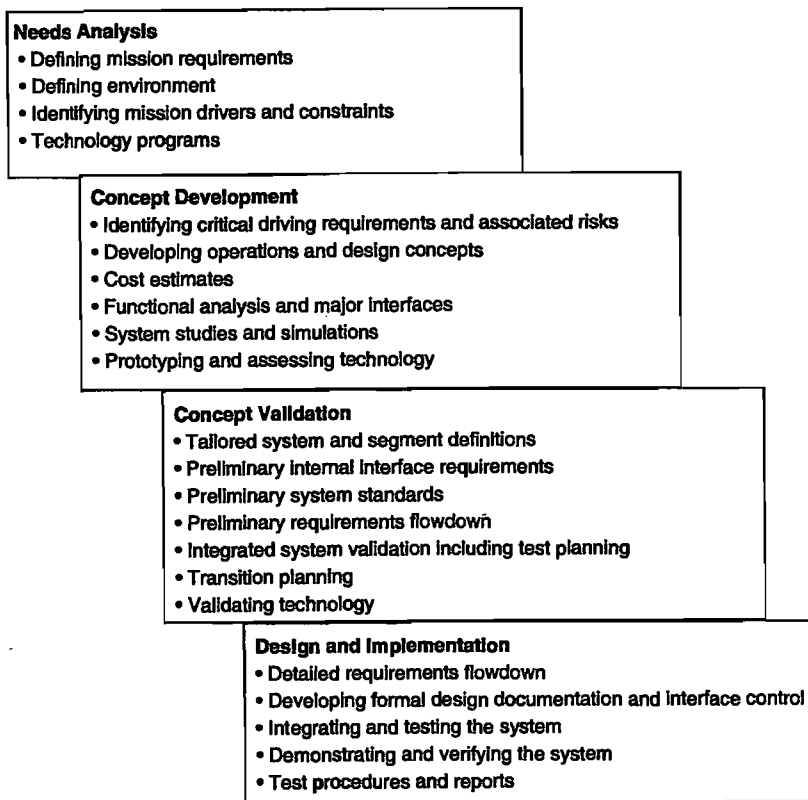 Needs Analysis
• Defining mission requirements
• Defining environment
• Identifying mission drivers and constraints
• Technology programs
Concept Development
• Identifying critical driving requirements and associated risks
• Developing operations and design concepts
• Cost estimates
• Functional analysis and major interfaces
• System studies and simulations
• Prototyping and assessing technology
Concept Validation
• Tailored system and segment definitions
• Preliminary internal interface requirements
• Preliminary system standards
• Preliminary requirements flowdown
• Integrated system validation including test planning
• Transition planning
• Validating technology
Design and Implementation
• Detailed requirements flowdown
• Developing formal design documentation and interface control
• Integrating and testing the system
• Demonstrating and verifying the system
• Test procedures and reports